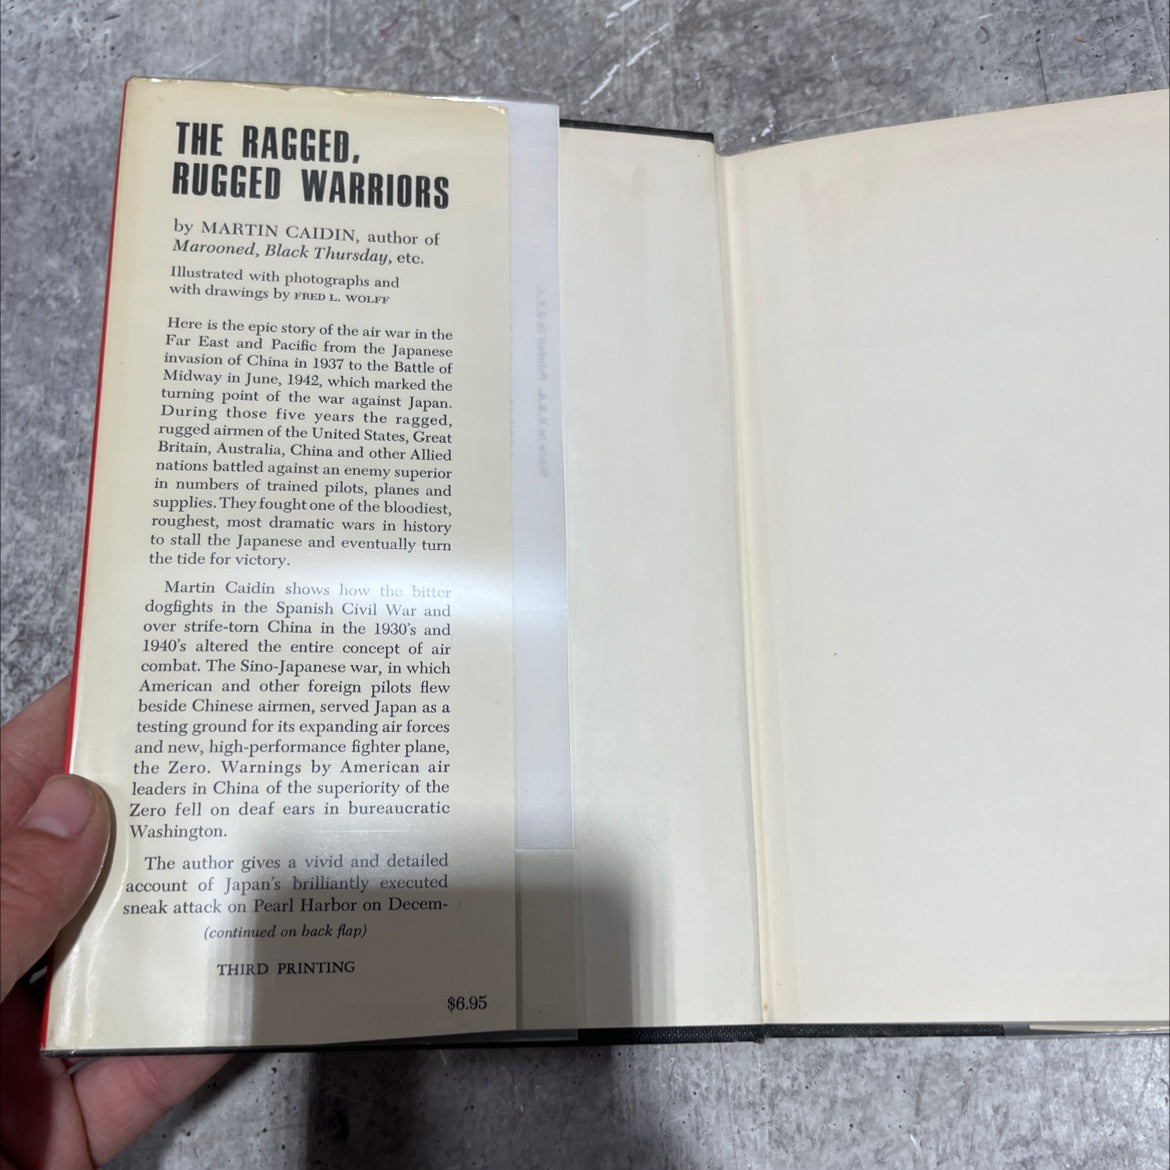 THE RAGGED,
RUGGED WARRIORS
by MARTIN CAIDIN, author of
Marooned, Black Thursday, etc.
Illustrated with photographs and
with drawings by FRED L. WOLFF
Here is the epic story of the air war in the
Far East and Pacific from the Japanese
invasion of China in 1937 to the Battle of
Midway in June, 1942, which marked the
turning point of the war against Japan.
During those five years the ragged,
rugged airmen of the United States, Great
Britain, Australia, China and other Allied
nations battled against an enemy superior
in numbers of trained pilots, planes and
supplies. They fought one of the bloodiest,
roughest, most dramatic wars in history
to stall the Japanese and eventually turn
the tide for victory.
Martin Caidin shows how the bitter
dogfights in the Spanish Civil War and
over strife-torn China in the 1930's and
1940's altered the entire concept of air
combat. The Sino-Japanese war, in which
American and other foreign pilots flew
beside Chinese airmen, served Japan as a
testing ground for its expanding air forces
and new, high-performance fighter plane,
the Zero. Warnings by American air
leaders in China of the superiority of the
Zero fell on deaf ears in bureaucratic
Washington.
The author gives a vivid and detailed
account of Japan's brilliantly executed
sneak attack on Pearl Harbor on Decem-
(continued on back flap)
THIRD PRINTING
$6.95